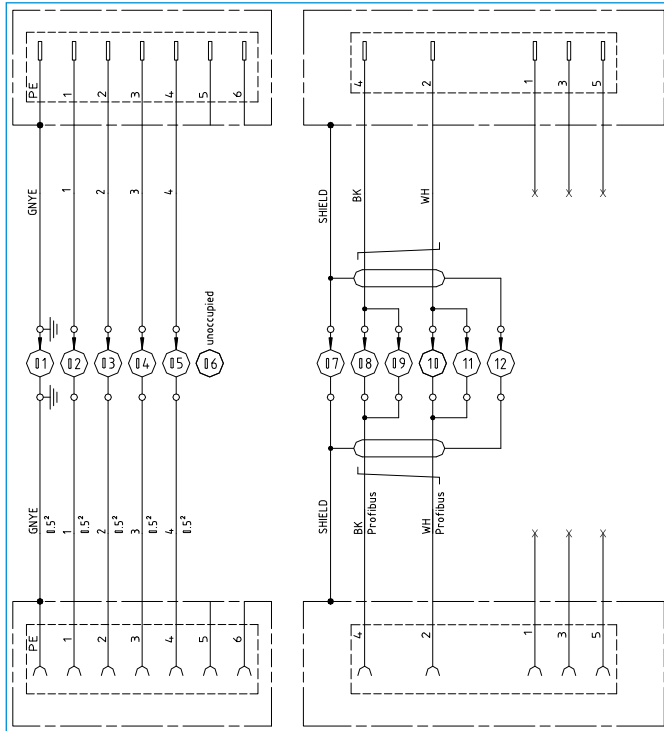 PE 1 2 3 4 5 6
4 2 1 3 5
GNYE 1 2 3 4
SHIELD BK WH
unoccupied
01 02 03 04 05 06
07 08 09 10 11 12
GNYE 1 2 3 4
0.5² 0.5² 0.5² 0.5² 0.5²
SHIELD BK WH
Profibus Profibus
PE 1 2 3 4 5 6
4 2 1 3 5